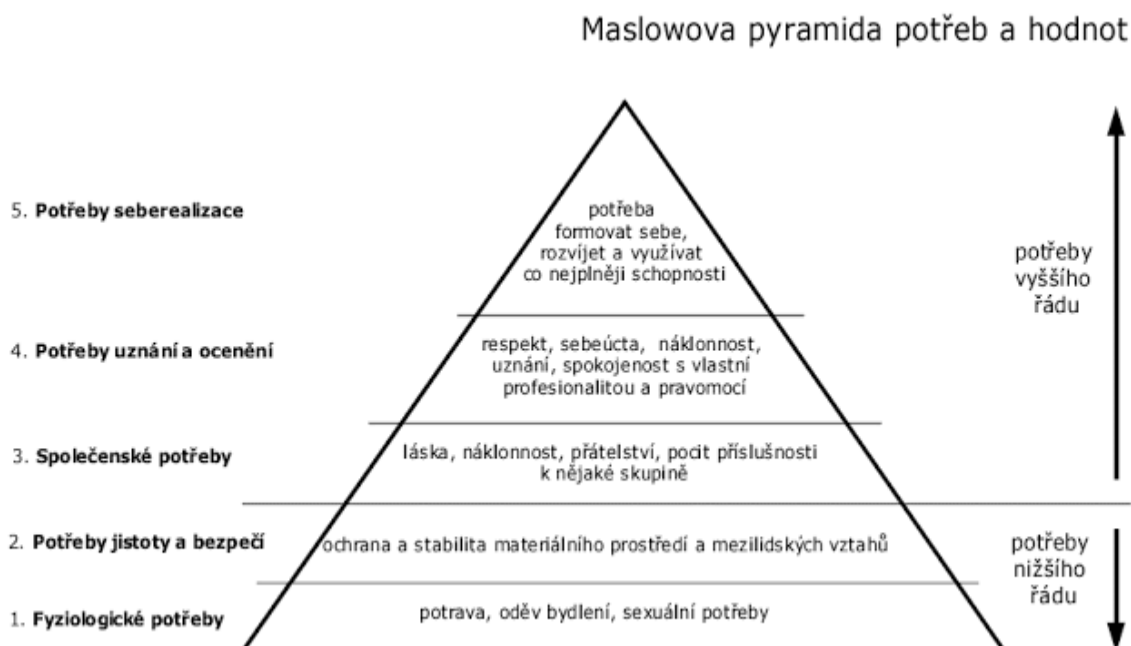 Maslowova pyramida potřeb a hodnot
5. Potřeby seberealizace
potřeba
formovat sebe,
rozvíjet a využívat
co nejplněji schopnosti
potřeby
vyššího
řádu
4. Potřeby uznání a ocenění
respekt, sebeúcta, náklonnost,
uznání, spokojenost s vlastní
profesionalitou a pravomocí
3. Společenské potřeby
láska, náklonnost, přátelství, pocit příslušnosti
k nějaké skupině
2. Potřeby jistoty a bezpečí
ochrana a stabilita materiálního prostředí a mezilidských vztahů
potřeby
nižšího
řádu
1. Fyziologické potřeby
potrava, oděv bydlení, sexuální potřeby